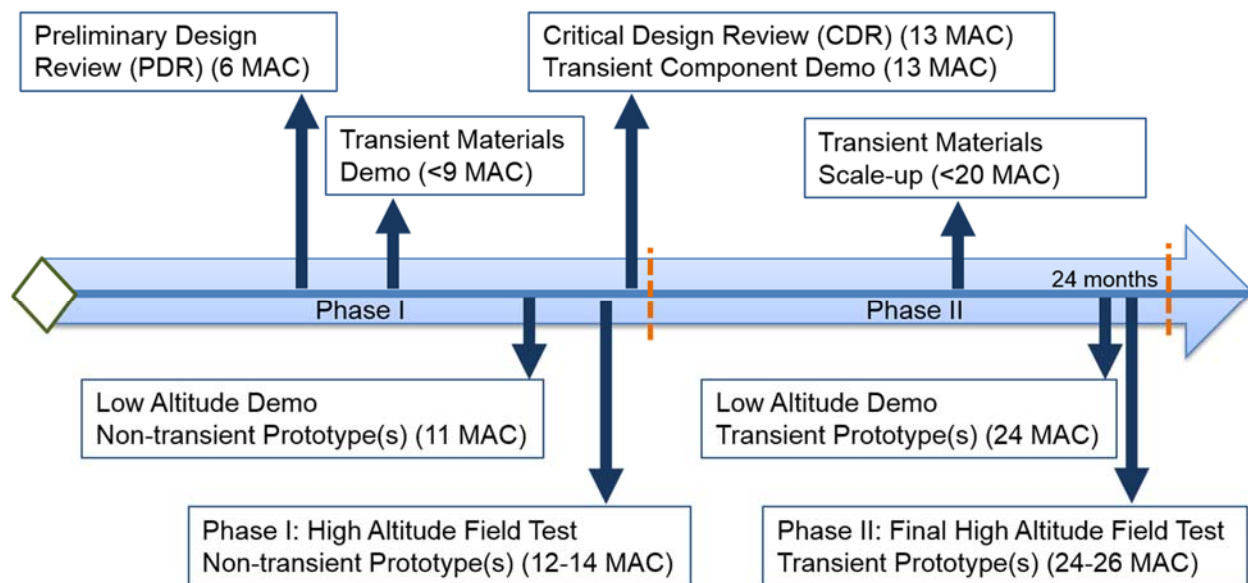 Preliminary Design
Review (PDR) (6 MAC)
Critical Design Review (CDR) (13 MAC)
Transient Component Demo (13 MAC)
Transient Materials
Demo (<9 MAC)
Transient Materials
Scale-up (<20 MAC)
24 months
Phase I
Phase II
Low Altitude Demo
Non-transient Prototype(s) (11 MAC)
Low Altitude Demo
Transient Prototype(s) (24 MAC)
Phase I: High Altitude Field Test
Non-transient Prototype(s) (12-14 MAC)
Phase II: Final High Altitude Field Test
Transient Prototype(s) (24-26 MAC)